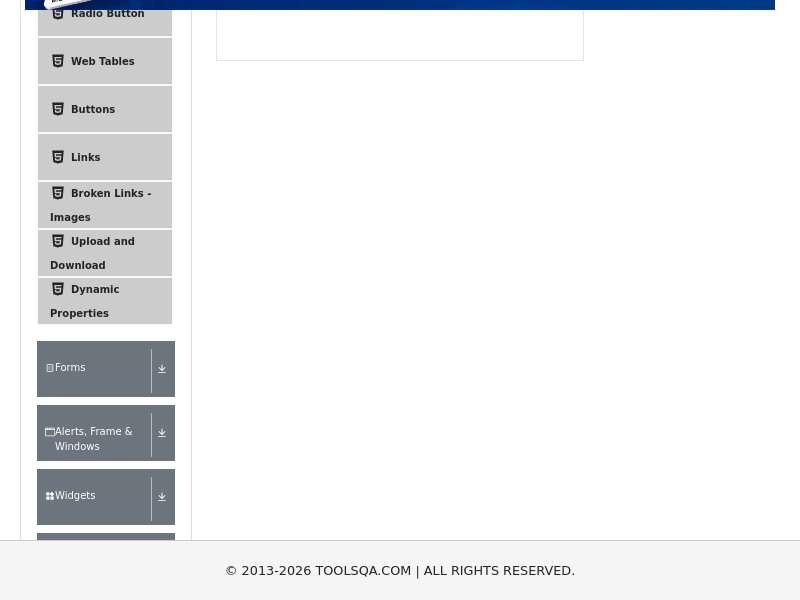 Radio Button
Web Tables
Buttons
Links
Broken Links -
Images
Upload and
Download
Dynamic
Properties
Forms
Alerts, Frame &
Windows
Widgets
© 2013-2026 TOOLSQA.COM | ALL RIGHTS RESERVED.